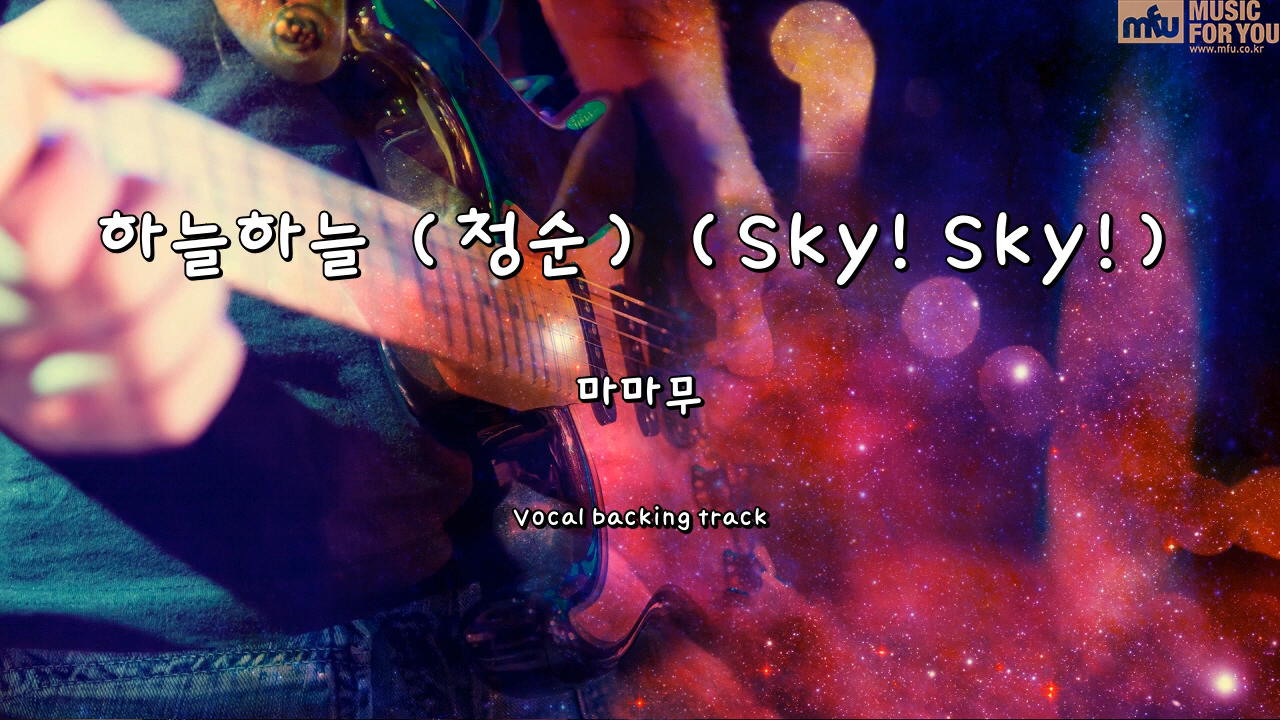 mfu MUSIC
FOR YOU
www.mfu.co.kr
하늘하늘 (청순) (Sky! Sky!)
마마무
Vocal backing track